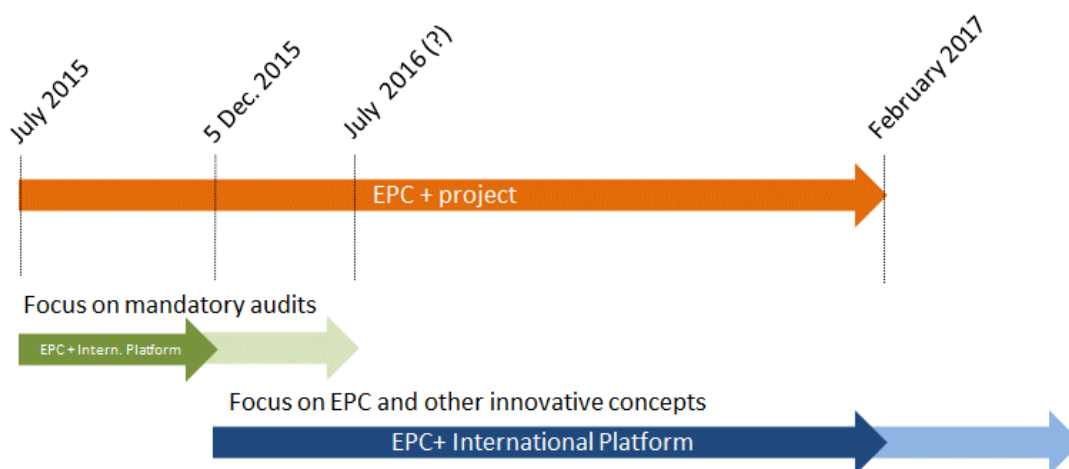 July 2015
5 Dec. 2015
July 2016 (?)
February 2017
EPC + project
Focus on mandatory audits
EPC + Intern. Platform
Focus on EPC and other innovative concepts
EPC+ International Platform